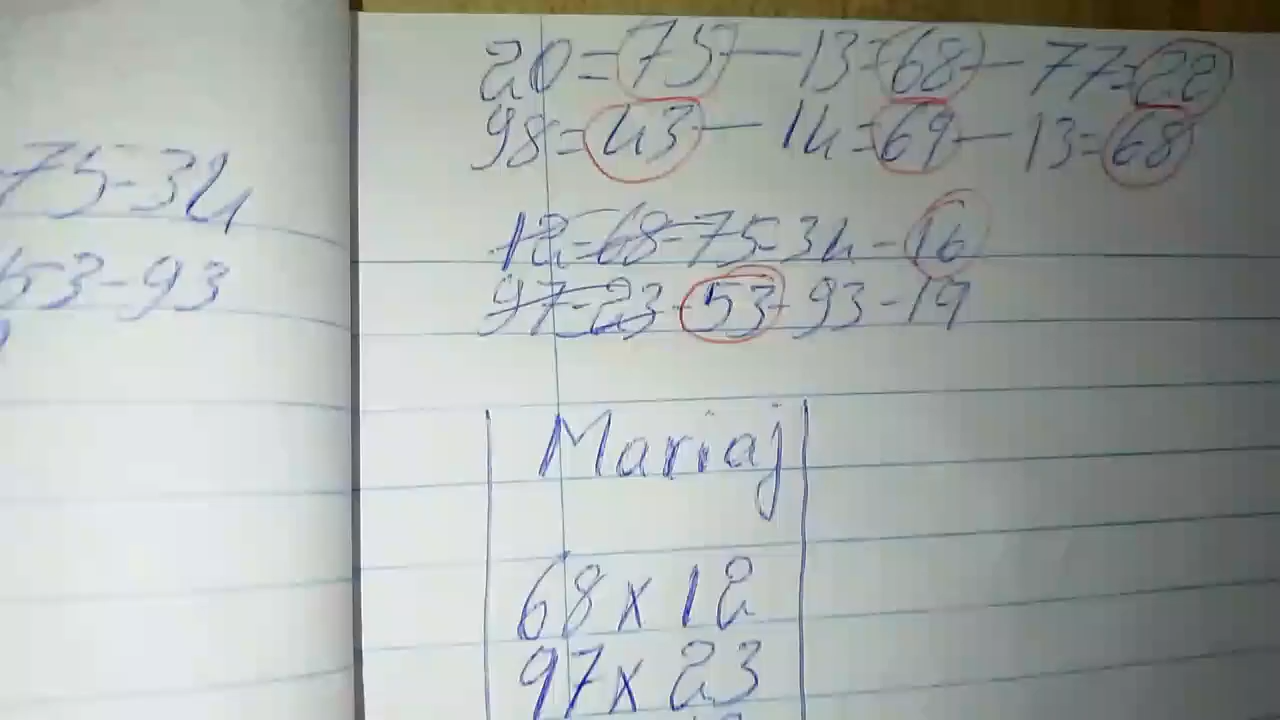 75-34
53-93
20=75-13=68-77=22
98=43-14=69-13=68
12=68-75=34-16
97-23-53-93-19
Mariaj
68x12
97x23